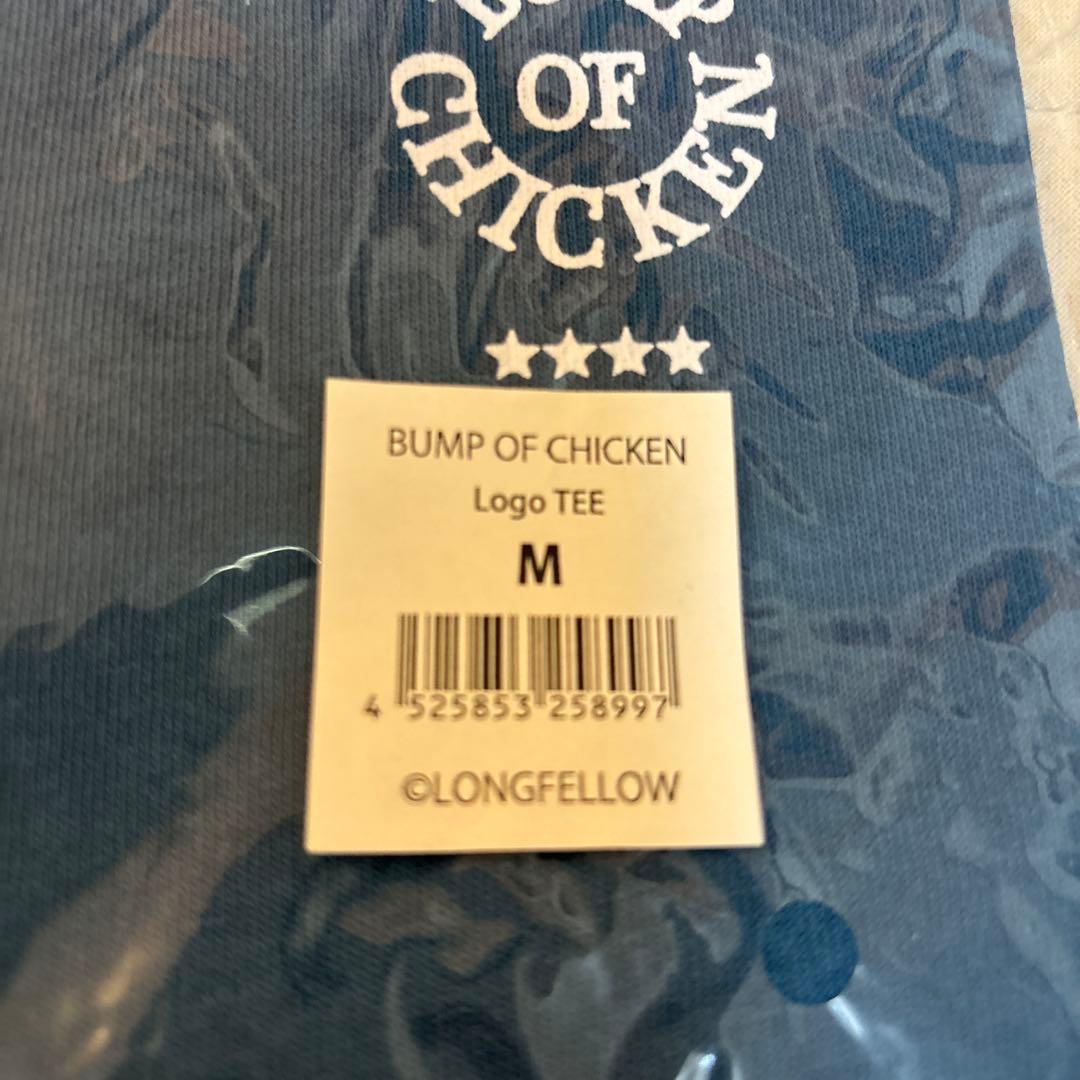 OF
CHICKEN
BUMP OF CHICKEN
Logo TEE
M
4 525853 258997
©LONGFELLOW